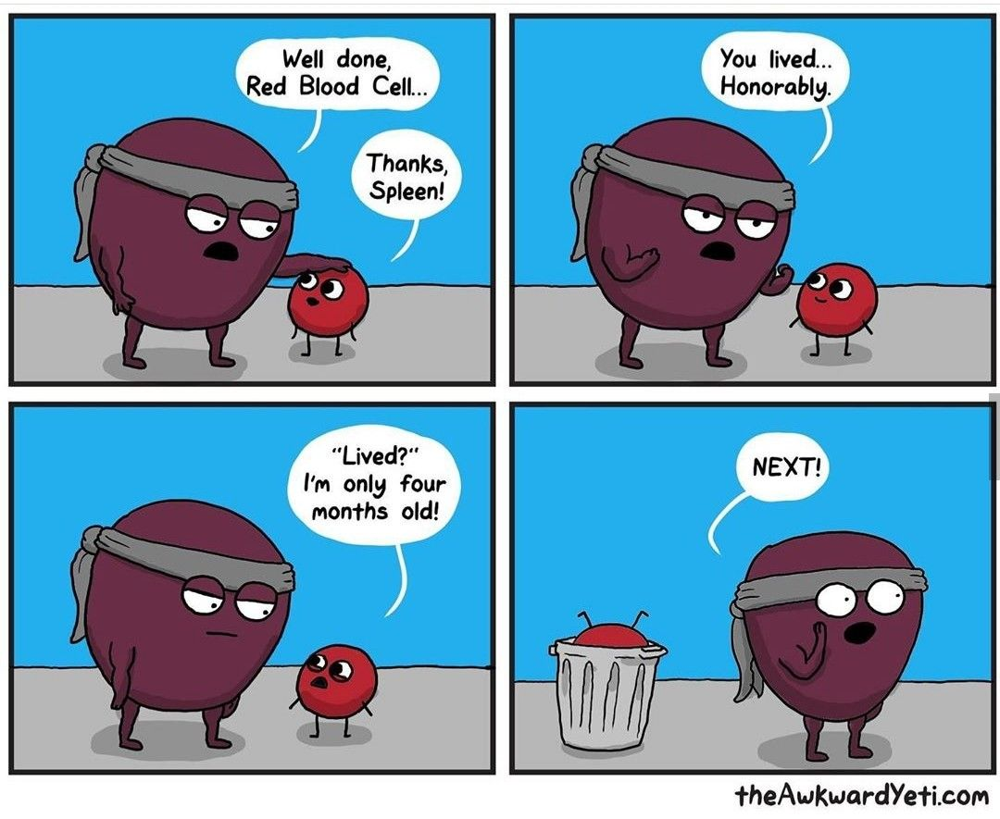 Well done,
Red Blood Cell...
Thanks,
Spleen!
You lived...
Honorably.
"Lived?"
I'm only four
months old!
NEXT!
theAwkwardYeti.com